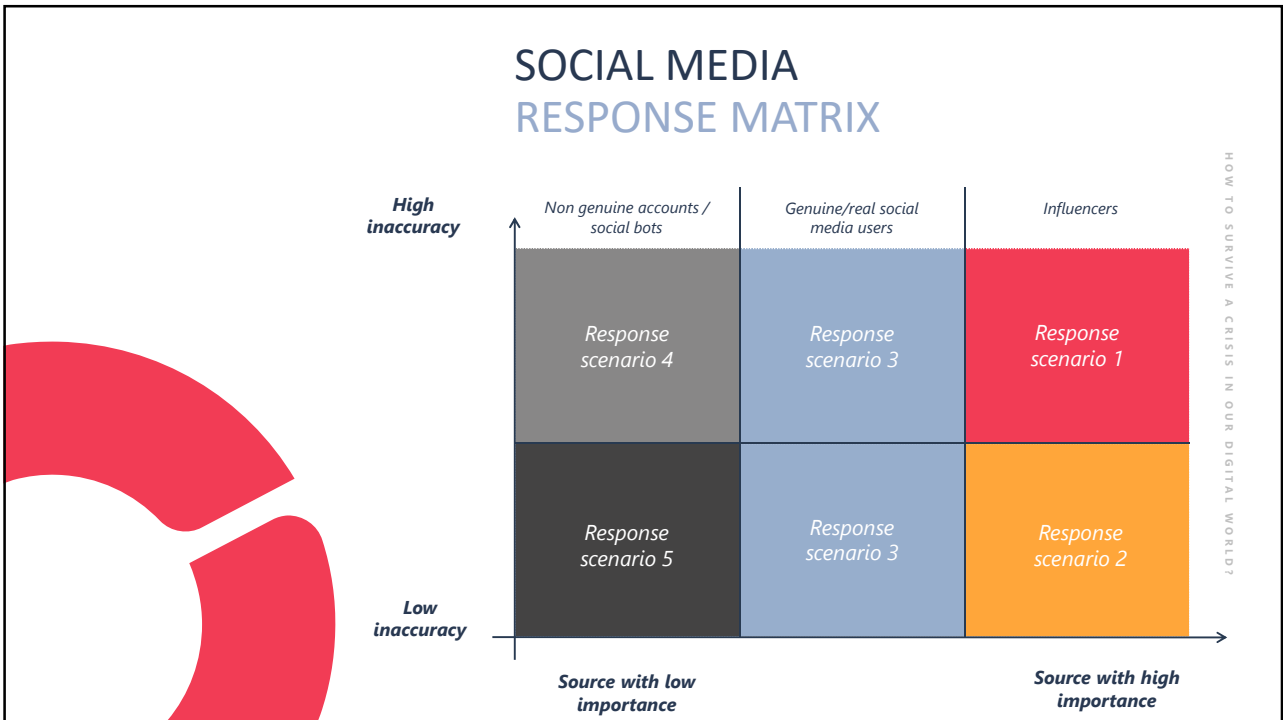 SOCIAL MEDIA
RESPONSE MATRIX
High
inaccuracy
Non genuine accounts /
social bots
Genuine/real social
media users
Influencers
Response
scenario 4
Response
scenario 3
Response
scenario 1
Response
scenario 5
Response
scenario 3
Response
scenario 2
Low
inaccuracy
Source with low
importance
Source with high
importance
HOW TO SURVIVE A CRISIS IN OUR DIGITAL WORLD?